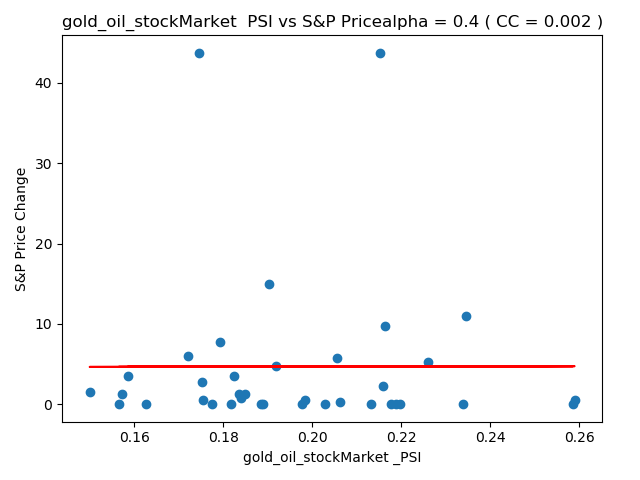 gold_oil_stockMarket  PSI vs S&P Pricealpha = 0.4 ( CC = 0.002 )
40
30
20
10
0
S&P Price Change
0.16 0.18 0.20 0.22 0.24 0.26
gold_oil_stockMarket _PSI